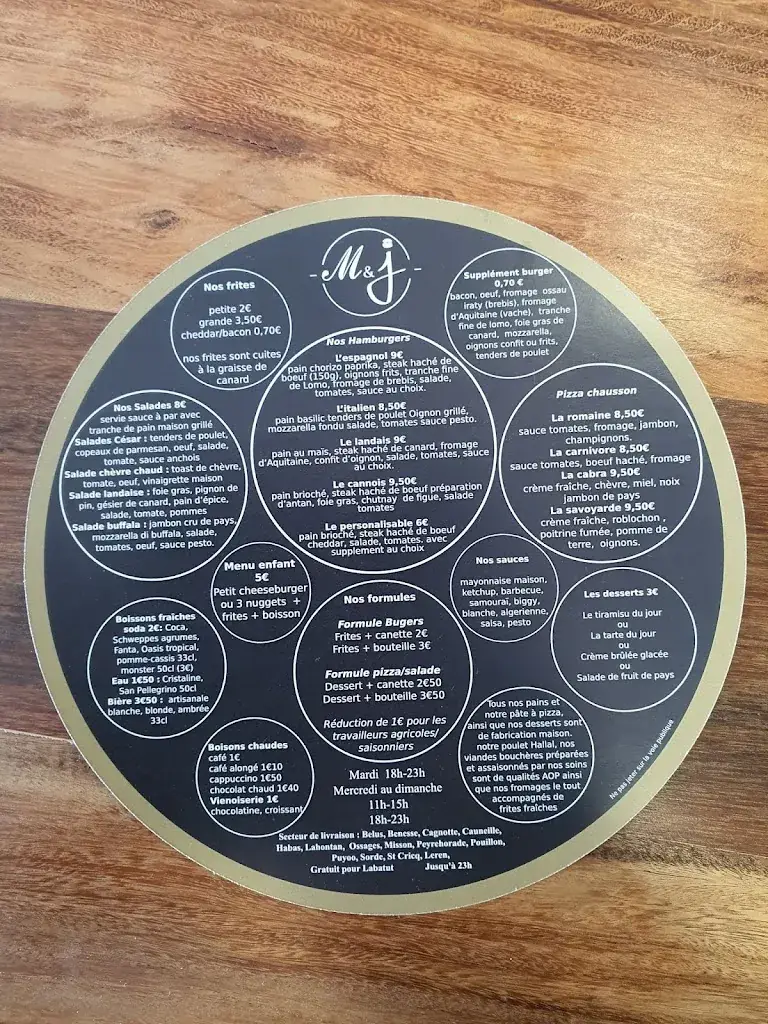 M & j
Nos frites
petite 2€
grande 3,50€
cheddar/bacon 0,70€
nos frites sont cuites
à la graisse de
canard
Supplément burger
0,70 €
bacon, oeuf, fromage ossau
iraty (brebis), fromage
d'Aquitaine (vache), tranche
fine de lomo, foie gras de
canard, mozzarella,
oignons confit ou frits,
tenders de poulet
Nos Hamburgers
L'espagnol 9€
pain chorizo paprika, steak haché de
boeuf (150g), oignons frits, tranche fine
de Lomo, fromage de brebis, salade,
tomates, sauce au choix.
L'italien 8,50€
pain basilic tenders de poulet Oignon grillé,
mozzarella fondu salade, tomates sauce pesto.
Le landais 9€
pain au maïs, steak haché de canard, fromage
d'Aquitaine, confit d'oignon, salade, tomates, sauce
au choix.
Le cannois 9,50€
pain brioché, steak haché de boeuf préparation
d'antan, foie gras, chutnay de figue, salade
tomates
Le personalisable 6€
pain brioché, steak haché de boeuf
cheddar, salade, tomates. avec
supplément au choix
Nos Salades 8€
servie sauce à par avec
tranche de pain maison grillé
Salades César : tenders de poulet,
copeaux de parmesan, oeuf, salade,
tomate, sauce anchois
Salade chèvre chaud : toast de chèvre,
tomate, oeuf, vinaigrette maison
Salade landaise : foie gras, pignon de
pin, gésier de canard, pain d'épice,
salade, tomate, pommes
Salade buffala : jambon cru de pays,
mozzarella di buffala, salade,
tomates, oeuf, sauce pesto.
Pizza chausson
La romaine 8,50€
sauce tomates, fromage, jambon,
champignons.
La carnivore 8,50€
sauce tomates, boeuf haché, fromage
La cabra 9,50€
crème fraîche, chèvre, miel, noix
jambon de pays
La savoyarde 9,50€
crème fraîche, roblochon ,
poitrine fumée, pomme de
terre, oignons.
Menu enfant
5€
Petit cheeseburger
ou 3 nuggets +
frites + boisson
Nos sauces
mayonnaise maison,
ketchup, barbecue,
samouraï, biggy,
blanche, algerienne,
salsa, pesto
Les desserts 3€
Le tiramisu du jour
ou
La tarte du jour
ou
Crème brûlée glacée
ou
Salade de fruit de pays
Boissons fraîches
soda 2€: Coca,
Schweppes agrumes,
Fanta, Oasis tropical,
pomme-cassis 33cl,
monster 50cl (3€)
Eau 1€50 : Cristaline,
San Pellegrino 50cl
Bière 3€50 : artisanale
blanche, blonde, ambrée
33cl
Nos formules
Formule Bugers
Frites + canette 2€
Frites + bouteille 3€
Formule pizza/salade
Dessert + canette 2€50
Dessert + bouteille 3€50
Réduction de 1€ pour les
travailleurs agricoles/
saisonniers
Tous nos pains et
notre pâte à pizza,
ainsi que nos desserts sont
de fabrication maison.
notre poulet Hallal, nos
viandes bouchères préparées
et assaisonnés par nos soins
sont de qualités AOP ainsi
que nos fromages le tout
accompagnés de
frites fraîches
Ne pas jeter sur la voie publique
Boisons chaudes
café 1€
café alongé 1€10
cappuccino 1€50
chocolat chaud 1€40
Vienoiserie 1€
chocolatine, croissant
Mardi 18h-23h
Mercredi au dimanche
11h-15h
18h-23h
Secteur de livraison : Belus, Benesse, Cagnotte, Cauneille,
Habas, Lahontan, Ossages, Misson, Peyrehorade, Pouillon,
Puyoo, Sorde, St Cricq, Leren,
Gratuit pour Labatut Jusqu'à 23h